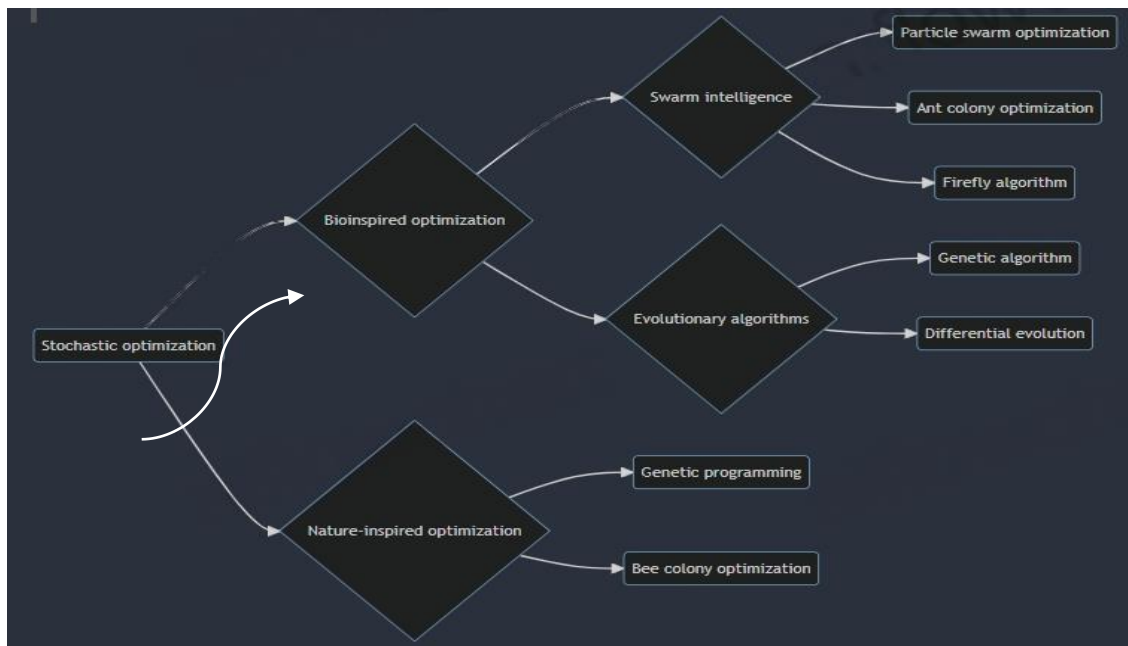 Particle swarm optimization
Swarm intelligence
Ant colony optimization
Firefly algorithm
Bioinspired optimization
Genetic algorithm
Evolutionary algorithms
Differential evolution
Stochastic optimization
Genetic programming
Nature-inspired optimization
Bee colony optimization